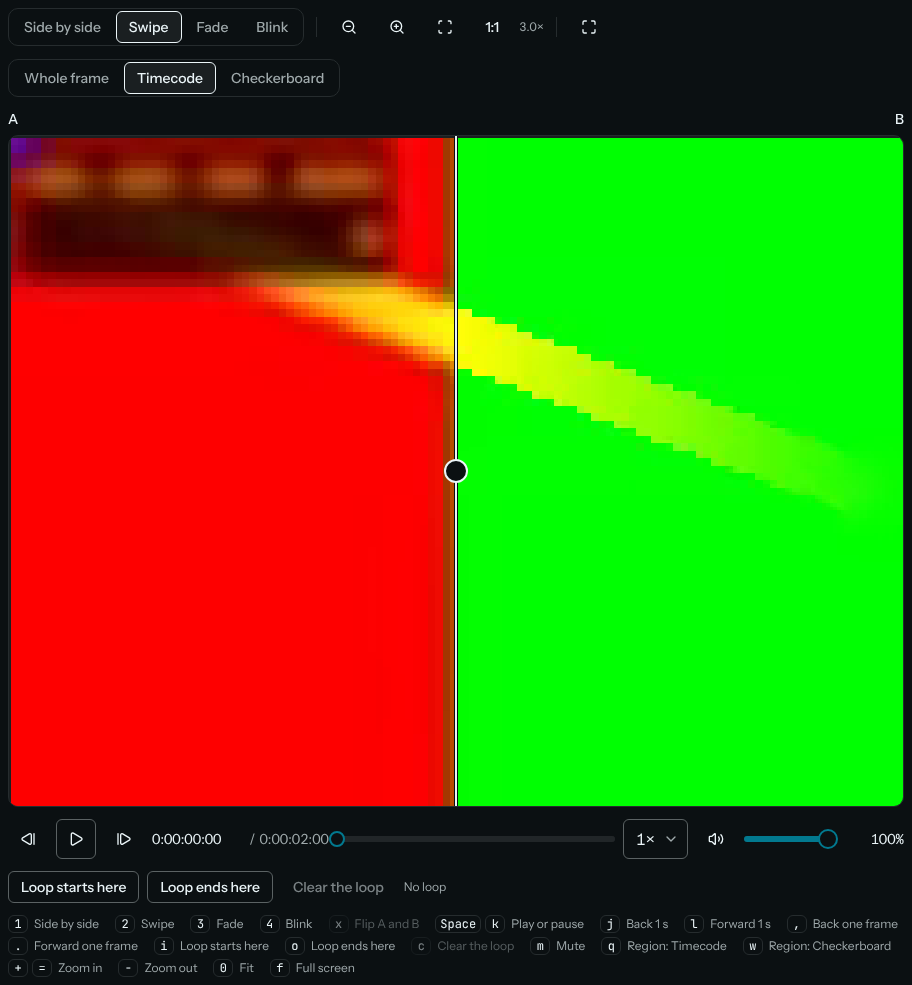 Side by side Swipe Fade Blink 1:1 3.0×
Whole frame Timecode Checkerboard
A B
0:00:00:00 / 0:00:02:00 1× 100%
Loop starts here Loop ends here Clear the loop No loop
1 Side by side 2 Swipe 3 Fade 4 Blink x Flip A and B Space k Play or pause j Back 1 s l Forward 1 s , Back one frame
. Forward one frame i Loop starts here o Loop ends here c Clear the loop m Mute q Region: Timecode w Region: Checkerboard
+ = Zoom in - Zoom out 0 Fit f Full screen